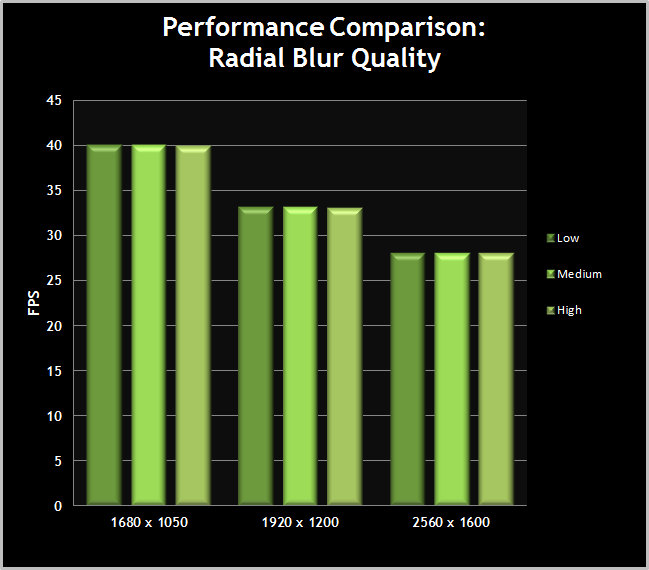 Performance Comparison:
Radial Blur Quality
45
40
35
30
25
20
15
10
5
0
FPS
1680 x 1050
1920 x 1200
2560 x 1600
Low
Medium
High